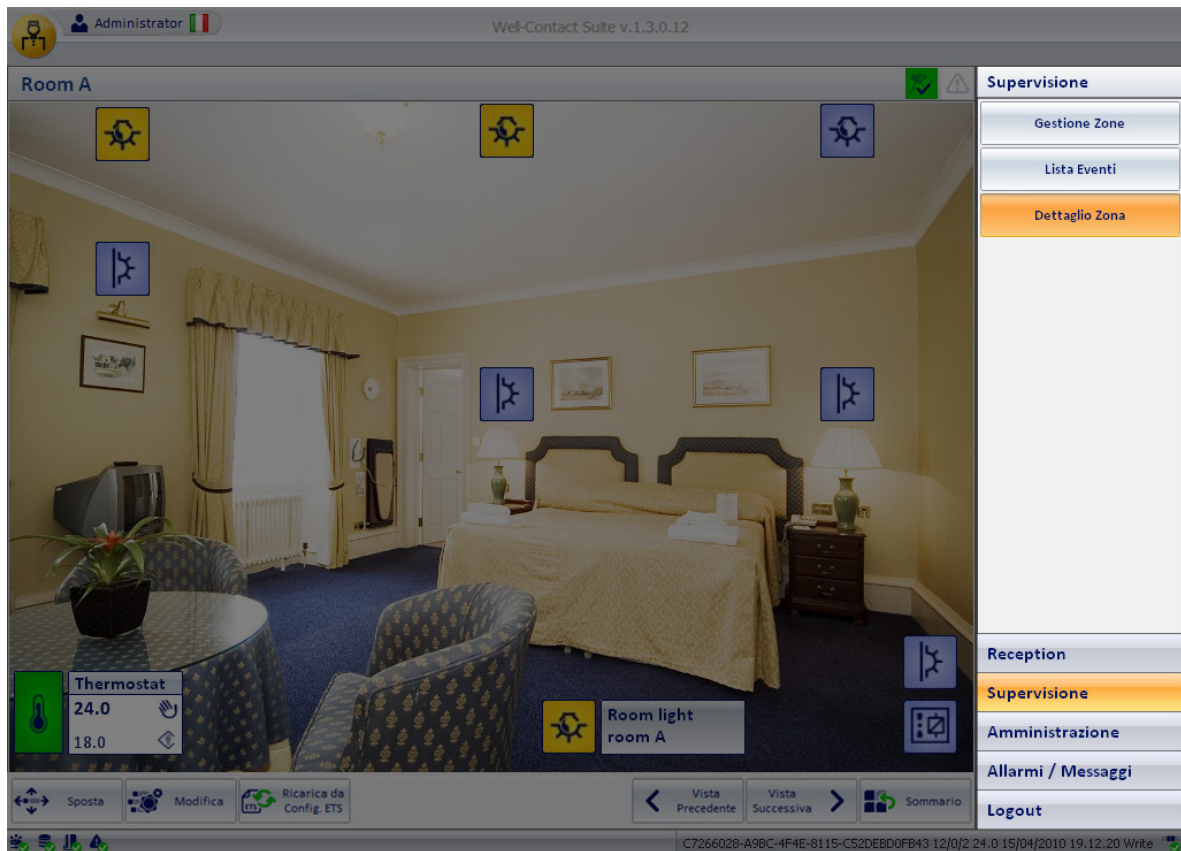 Administrator
Well-Contact Suite v.1.3.0.12
Room A
Supervisione
Gestione Zone
Lista Eventi
Dettaglio Zona
Thermostat
24.0
18.0
Room light
room A
Reception
Supervisione
Amministrazione
Allarmi / Messaggi
Logout
Sposta
Modifica
ETS
Ricarica da
Config. ETS
Vista
Precedente
Vista
Successiva
Sommario
C7266028-A9BC-4F4E-8115-C52DEBD0FB43 12/0/2 24.0 15/04/2010 19.12.20 Write